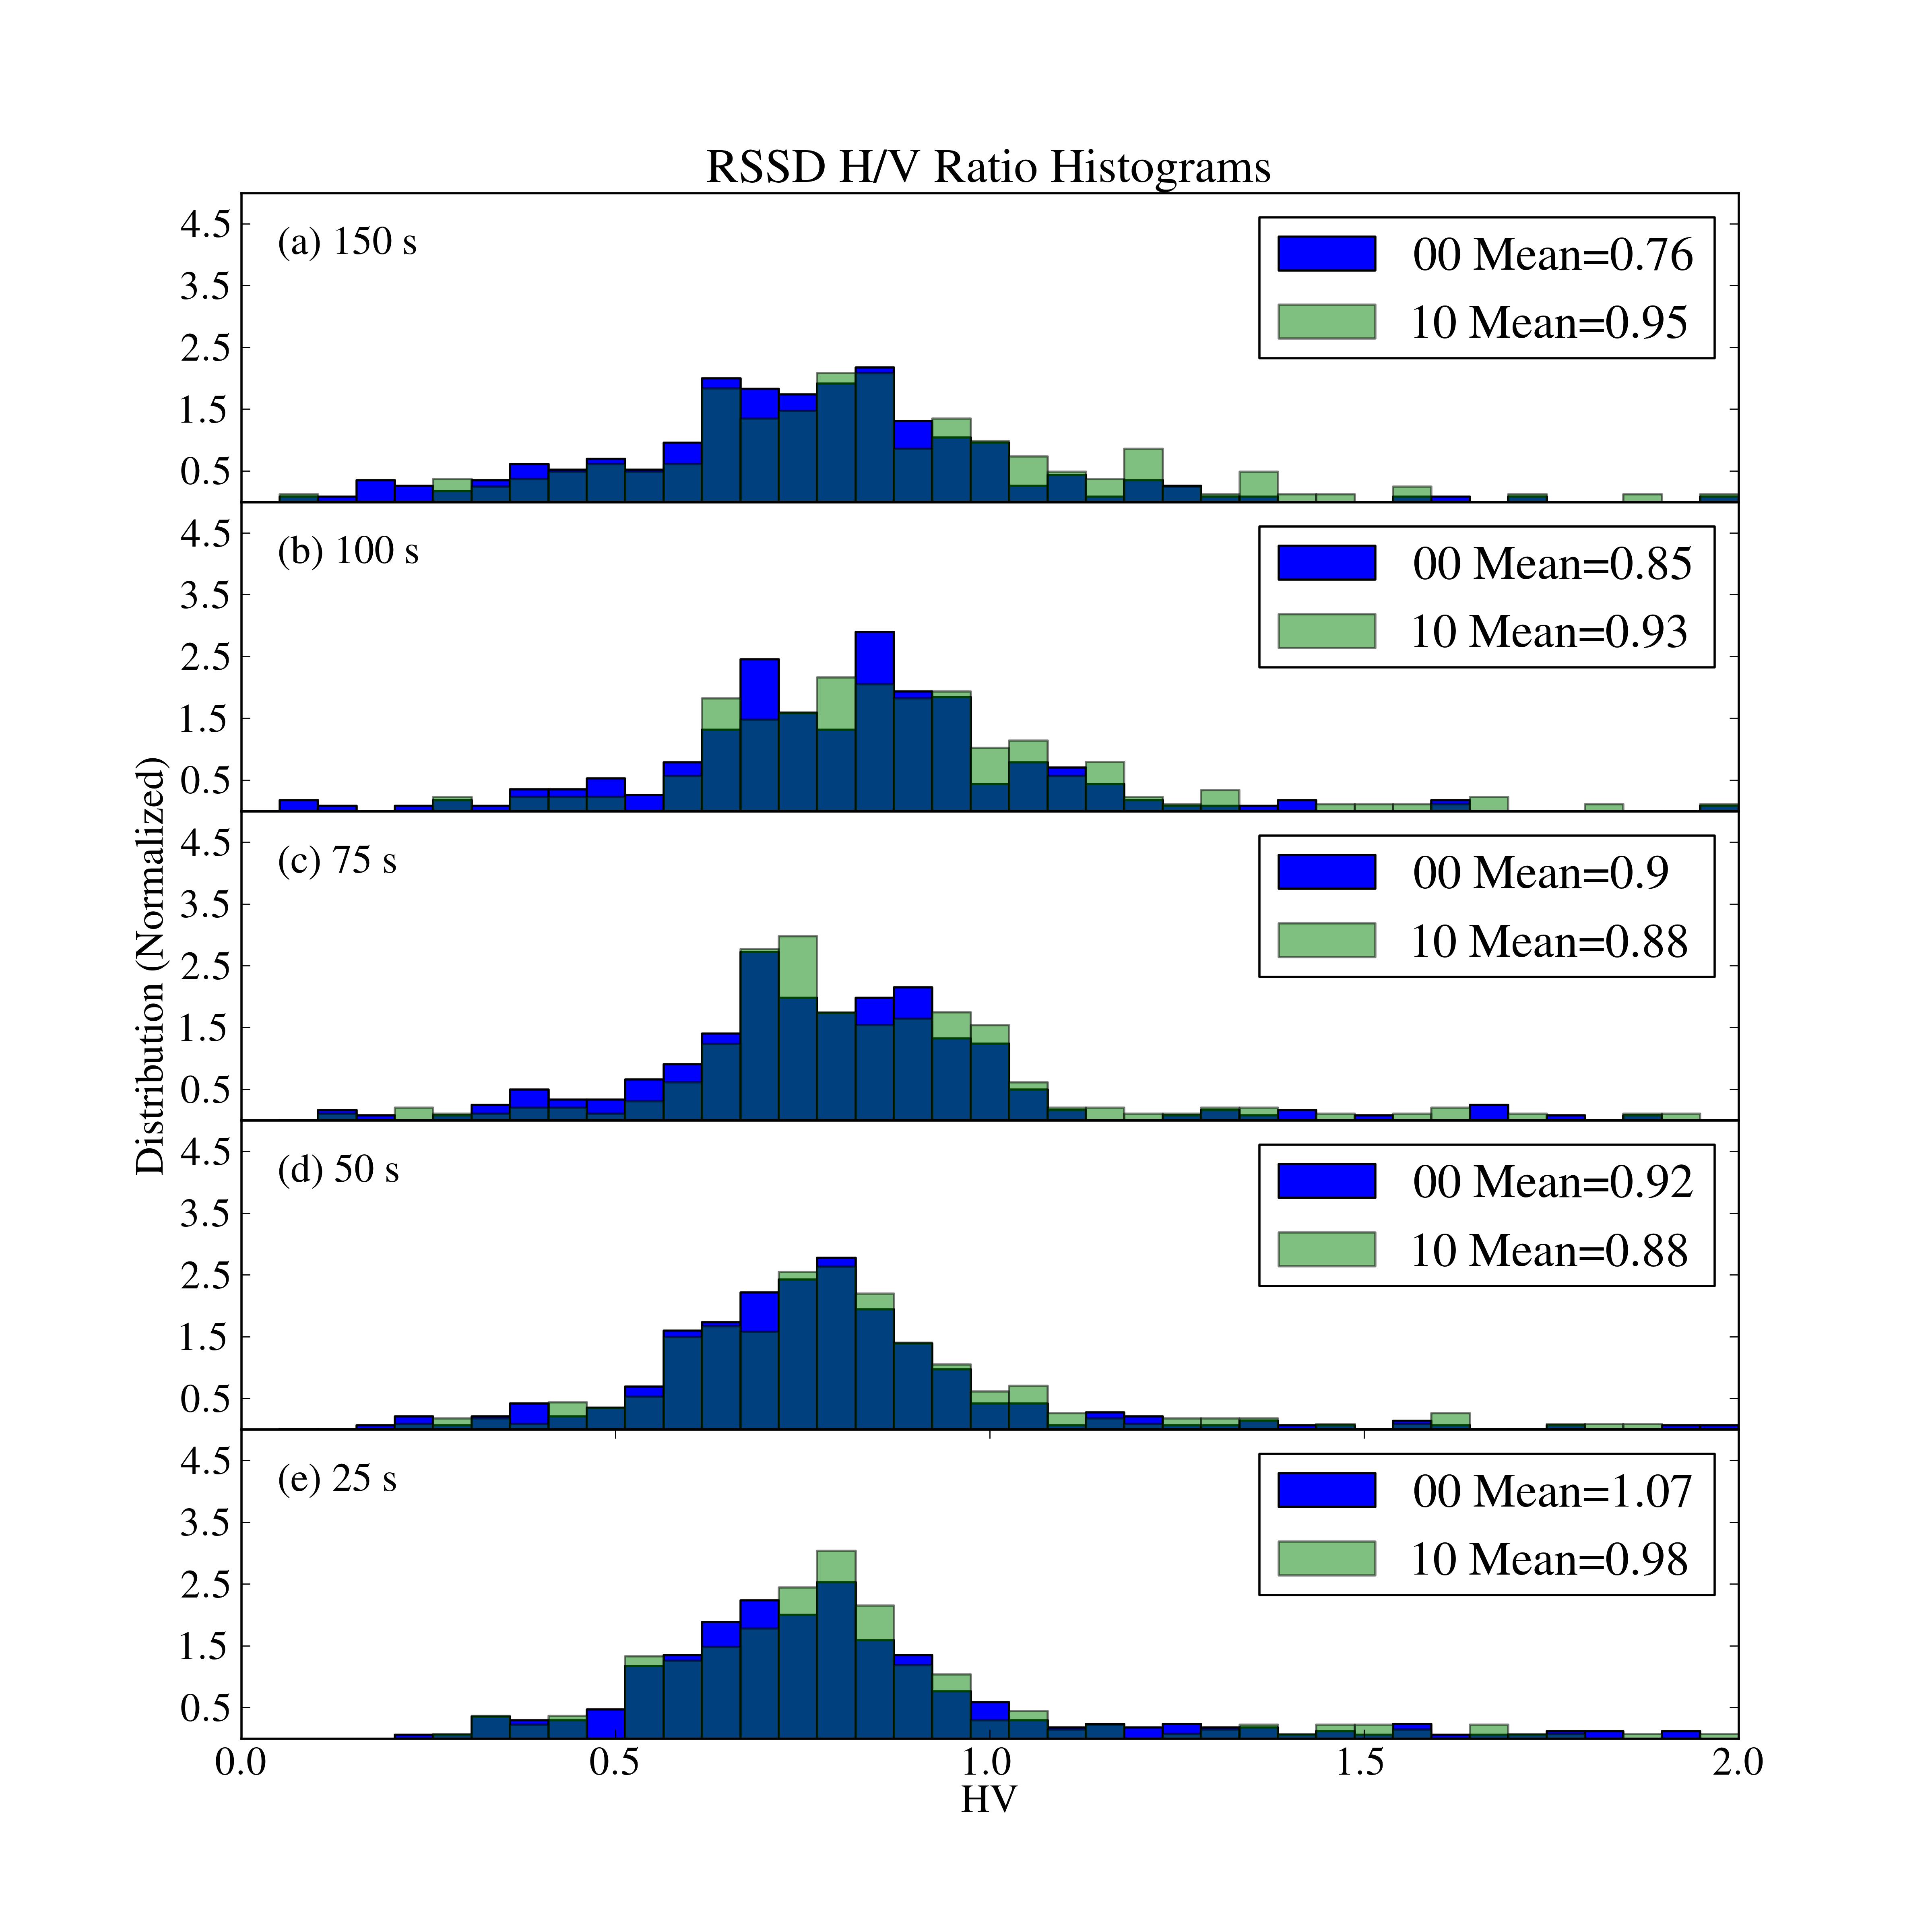 RSSD H/V Ratio Histograms
Distribution (Normalized)
(a) 150 s
00 Mean=0.76
10 Mean=0.95
4.5
3.5
2.5
1.5
0.5
(b) 100 s
00 Mean=0.85
10 Mean=0.93
4.5
3.5
2.5
1.5
0.5
(c) 75 s
00 Mean=0.9
10 Mean=0.88
4.5
3.5
2.5
1.5
0.5
(d) 50 s
00 Mean=0.92
10 Mean=0.88
4.5
3.5
2.5
1.5
0.5
(e) 25 s
00 Mean=1.07
10 Mean=0.98
4.5
3.5
2.5
1.5
0.5
0.0 0.5 1.0 1.5 2.0
HV